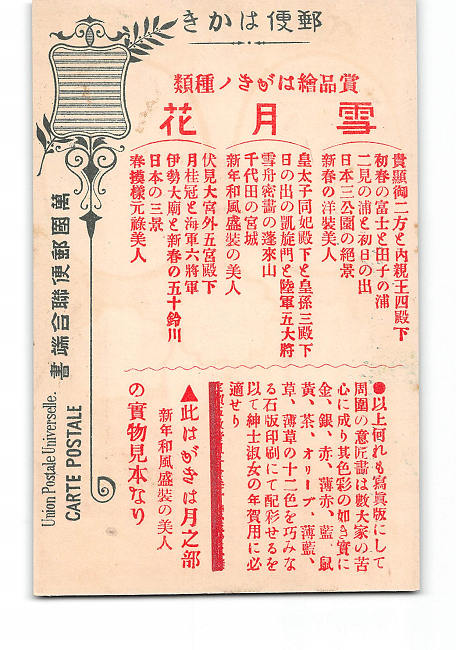 郵便はかき
賞品繪はがきノ種類
雪
貴顯御二方と内親王四殿下
初春の富士と田子の浦
二見の浦と初日の出
日本三公園の絶景
新春の洋装美人
月
皇太子同妃殿下と皇孫三殿下
日の出の凱旋門と陸軍五大將
雪舟密畵の蓬來山
千代田の宮城
新年和風盛裝の美人
花
伏見大宮外五宮殿下
月桂冠と海軍六將軍
伊勢大廟と新春の五十鈴川
日本の三景
春摸樣元祿美人
●以上何れも寫眞版にして
周圍の意匠畵は數大家の苦
心に成り其色彩の如き實に
金、銀、赤、薄赤、藍、鼠
黃、茶、オリーブ、薄藍、
草、薄草の十二色を巧みな
る石版印刷にて配彩せるを
以て紳士淑女の年賀用に必
適せり
▲此はがきは月之部
新年和風盛裝の美人
の實物見本なり
萬國郵便聯合端書
Union Postale Universelle.
CARTE POSTALE